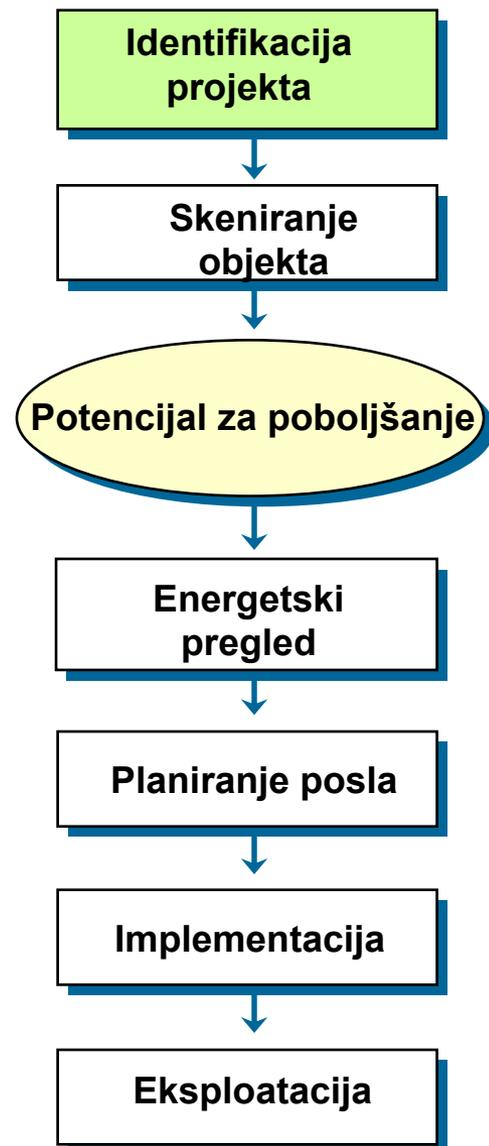 Identifikacija
projekta
Skeniranje
objekta
Potencijal za poboljšanje
Energetski
pregled
Planiranje posla
Implementacija
Eksploatacija